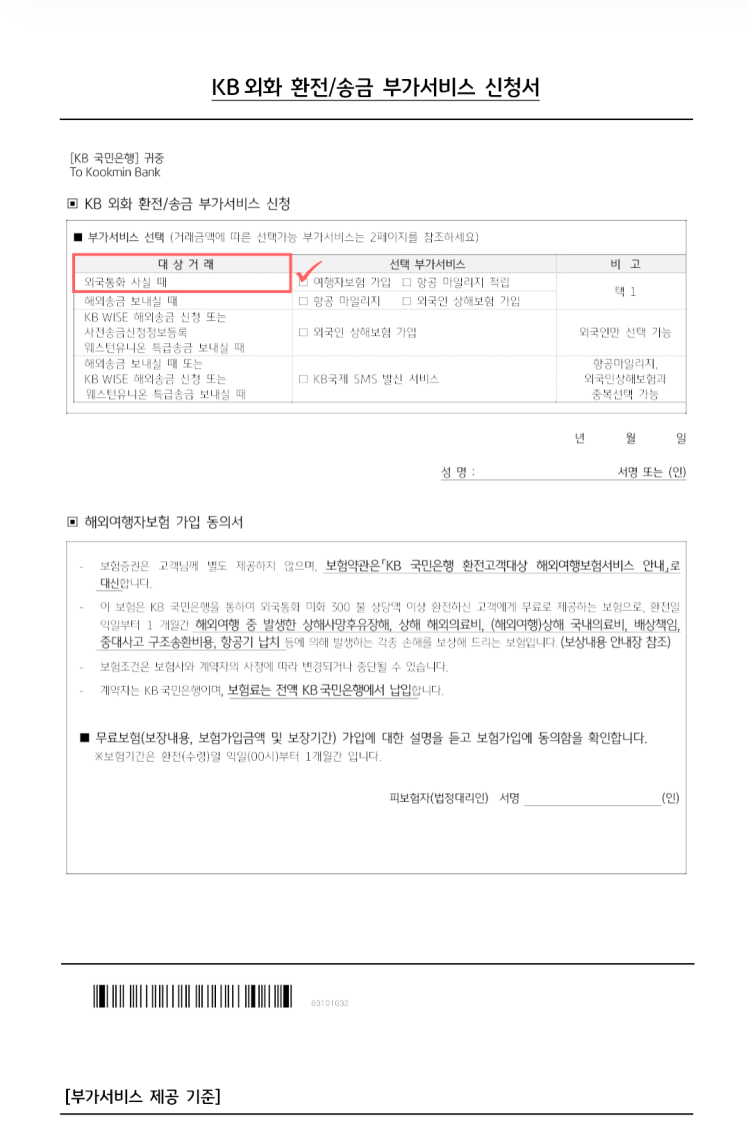 KB 외화 환전/송금 부가서비스 신청서
[KB 국민은행] 귀중
To Kookmin Bank
▣ KB 외화 환전/송금 부가서비스 신청
■ 부가서비스 선택 (거래금액에 따른 선택가능 부가서비스는 2페이지를 참조하세요)
대 상 거 래 선택 부가서비스 비 고
외국통화 사실 때 □ 여행자보험 가입 □ 항공 마일리지 적립 택 1
해외송금 보내실 때 □ 항공 마일리지 □ 외국인 상해보험 가입
KB WISE 해외송금 신청 또는
사전송금신청정보등록 □ 외국인 상해보험 가입 외국인만 선택 가능
웨스턴유니온 특급송금 보내실 때
해외송금 보내실 때 또는 항공마일리지,
KB WISE 해외송금 신청 또는 □ KB국제 SMS 발신 서비스 외국인상해보험과
웨스턴유니온 특급송금 보내실 때 중복선택 가능
년 월 일
성 명 : 서명 또는 (인)
▣ 해외여행자보험 가입 동의서
- 보험증권은 고객님께 별도 제공하지 않으며, 보험약관은「KB 국민은행 환전고객대상 해외여행보험서비스 안내」로
대신합니다.
- 이 보험은 KB 국민은행을 통하여 외국통화 미화 300 불 상당액 이상 환전하신 고객에게 무료로 제공하는 보험으로, 환전일
익일부터 1 개월간 해외여행 중 발생한 상해사망후유장해, 상해 해외의료비, (해외여행)상해 국내의료비, 배상책임,
중대사고 구조송환비용, 항공기 납치 등에 의해 발생하는 각종 손해를 보상해 드리는 보험입니다. (보상내용 안내장 참조)
- 보험조건은 보험사와 계약자의 사정에 따라 변경되거나 중단될 수 있습니다.
- 계약자는 KB 국민은행이며, 보험료는 전액 KB 국민은행에서 납입합니다.
■ 무료보험(보장내용, 보험가입금액 및 보장기간) 가입에 대한 설명을 듣고 보험가입에 동의함을 확인합니다.
※보험기간은 환전(수령)일 익일(00시)부터 1개월간 입니다.
피보험자(법정대리인) 서명 (인)
03101032
[부가서비스 제공 기준]